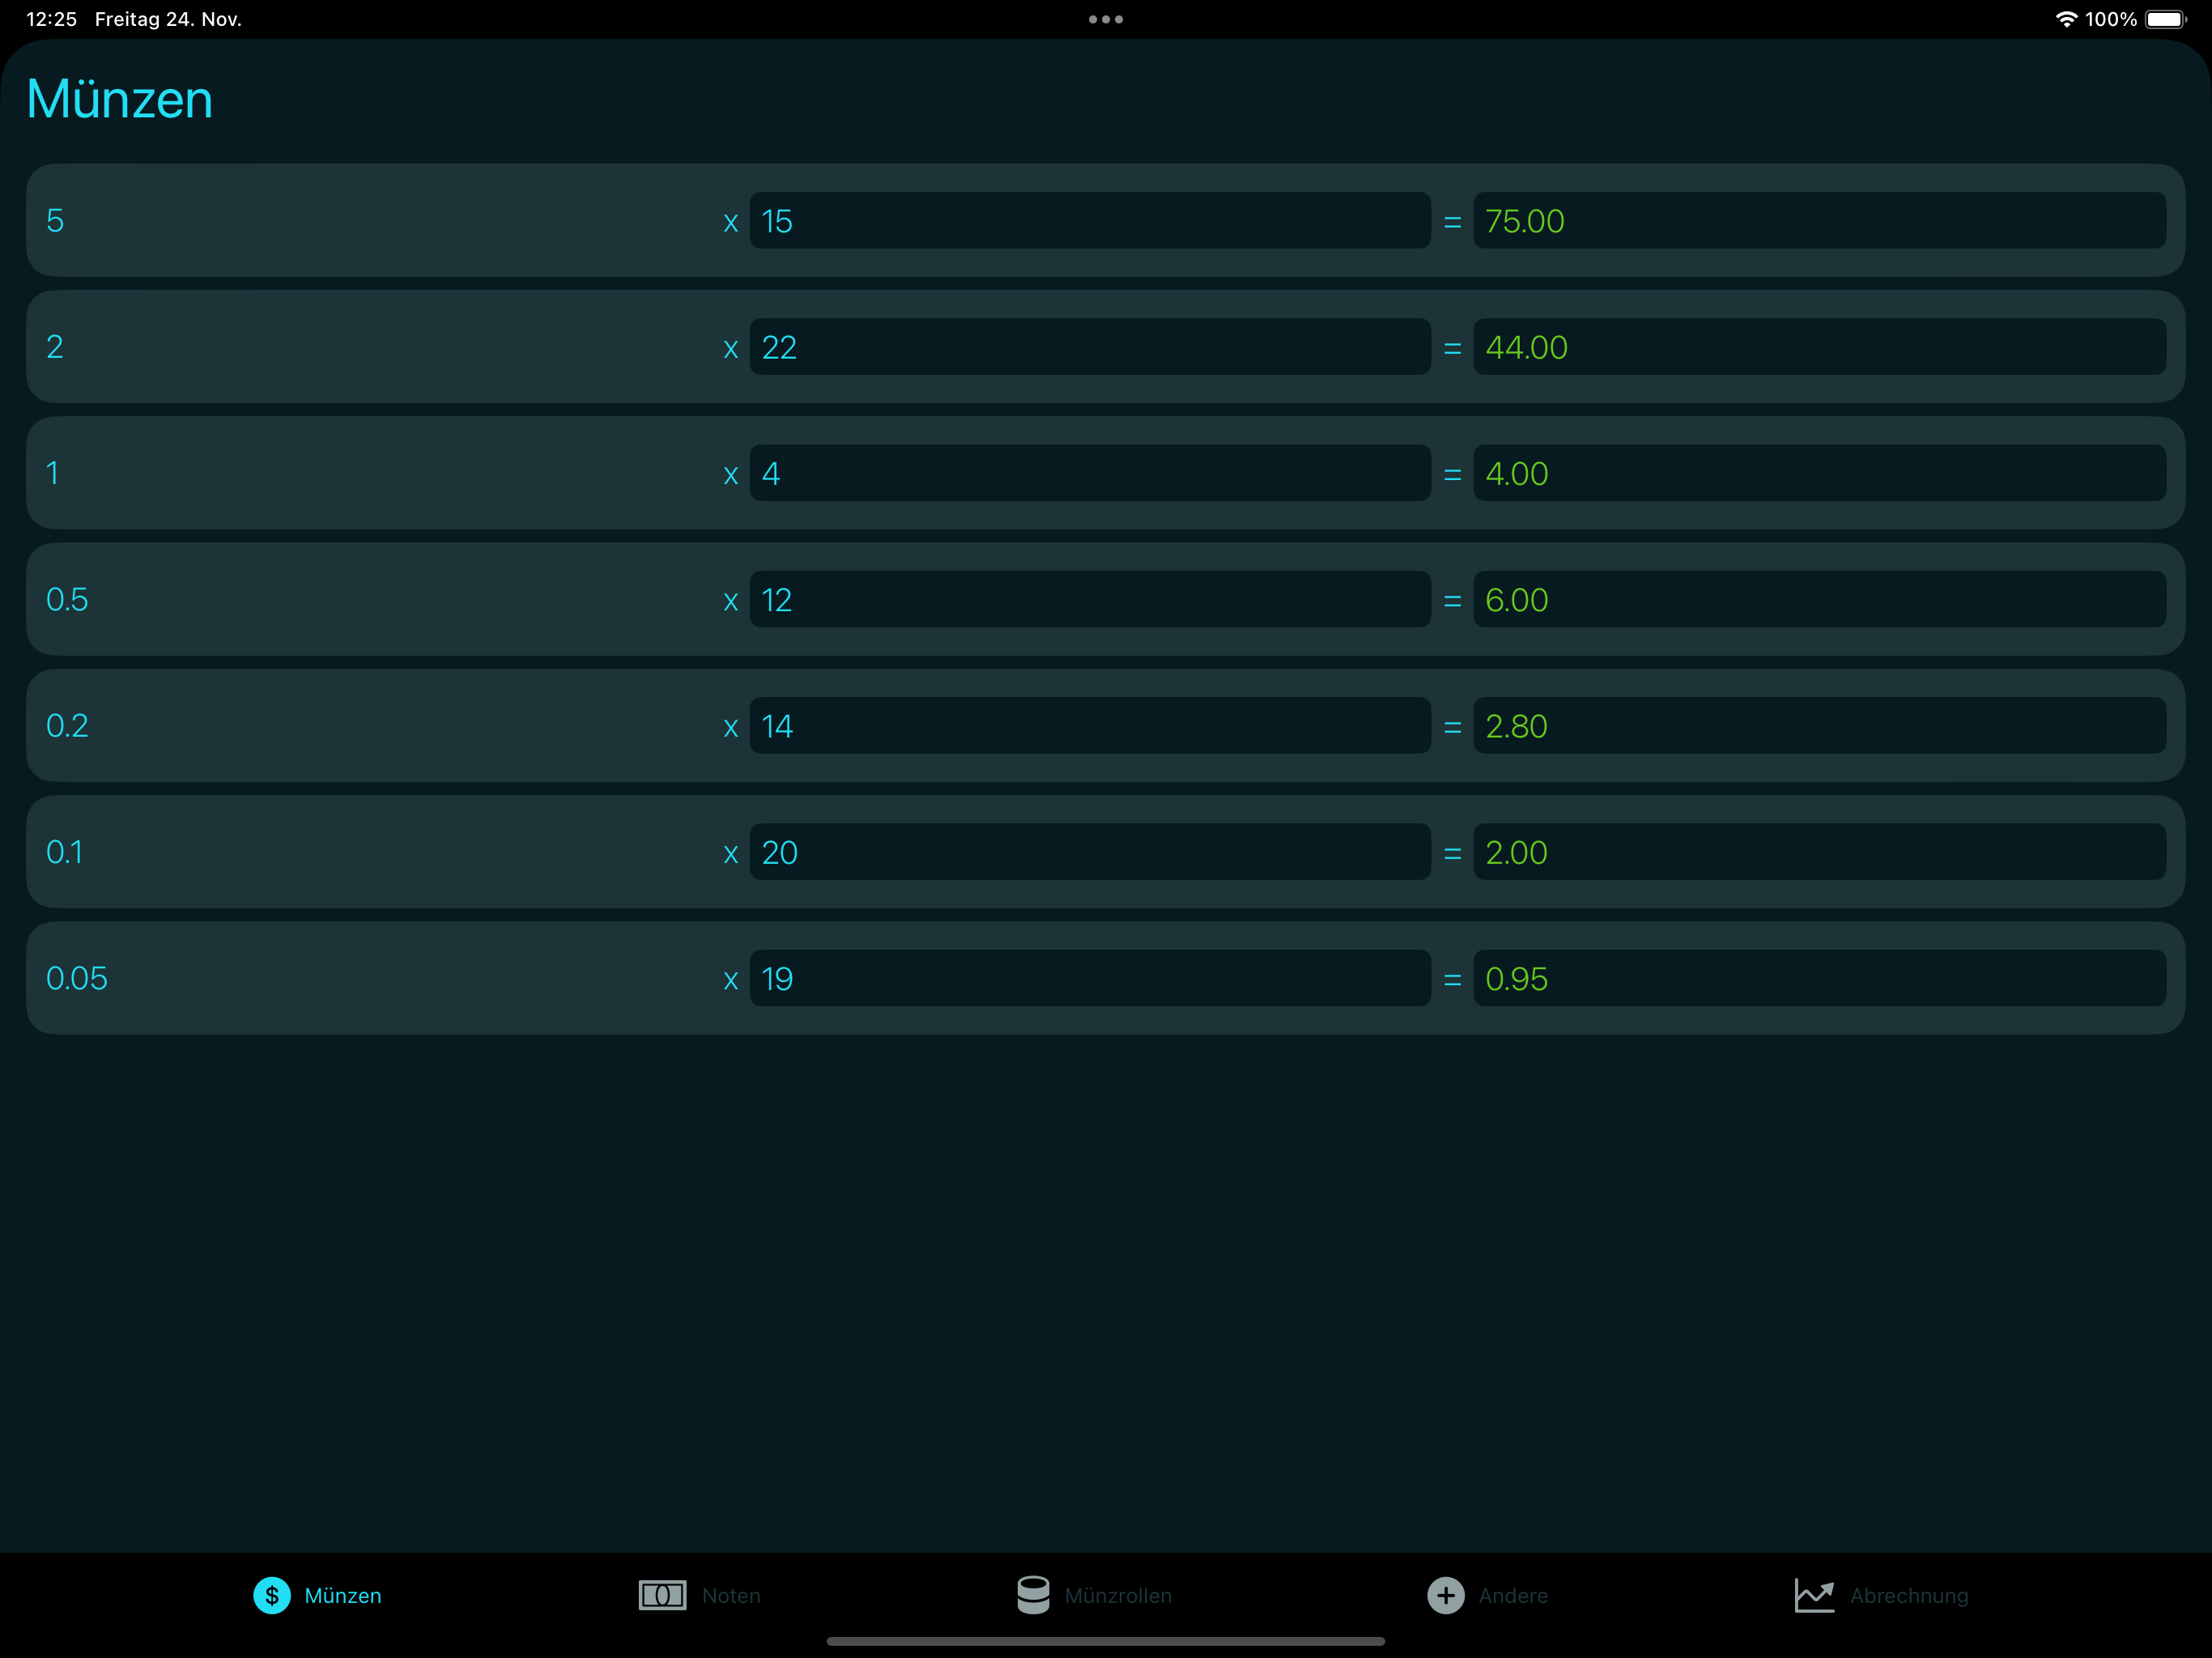 12:25 Freitag 24. Nov. 100%
Münzen
5 x 15 = 75.00
2 x 22 = 44.00
1 x 4 = 4.00
0.5 x 12 = 6.00
0.2 x 14 = 2.80
0.1 x 20 = 2.00
0.05 x 19 = 0.95
Münzen Noten Münzrollen Andere Abrechnung